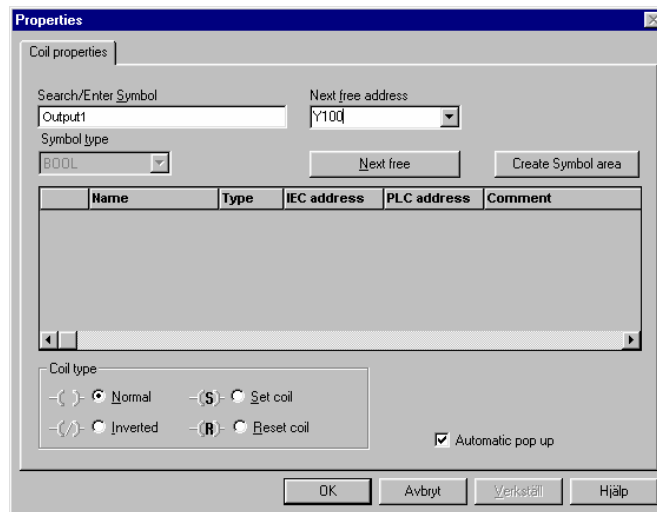 Properties
Coil properties
Search/Enter Symbol
Next free address
Output1
Y100
Symbol type
BOOL
Next free
Create Symbol area
Name Type IEC address PLC address Comment
Coil type
-( )- Normal -(S)- Set coil
-(/)- Inverted -(R)- Reset coil
Automatic pop up
OK Avbryt Verkställ Hjälp